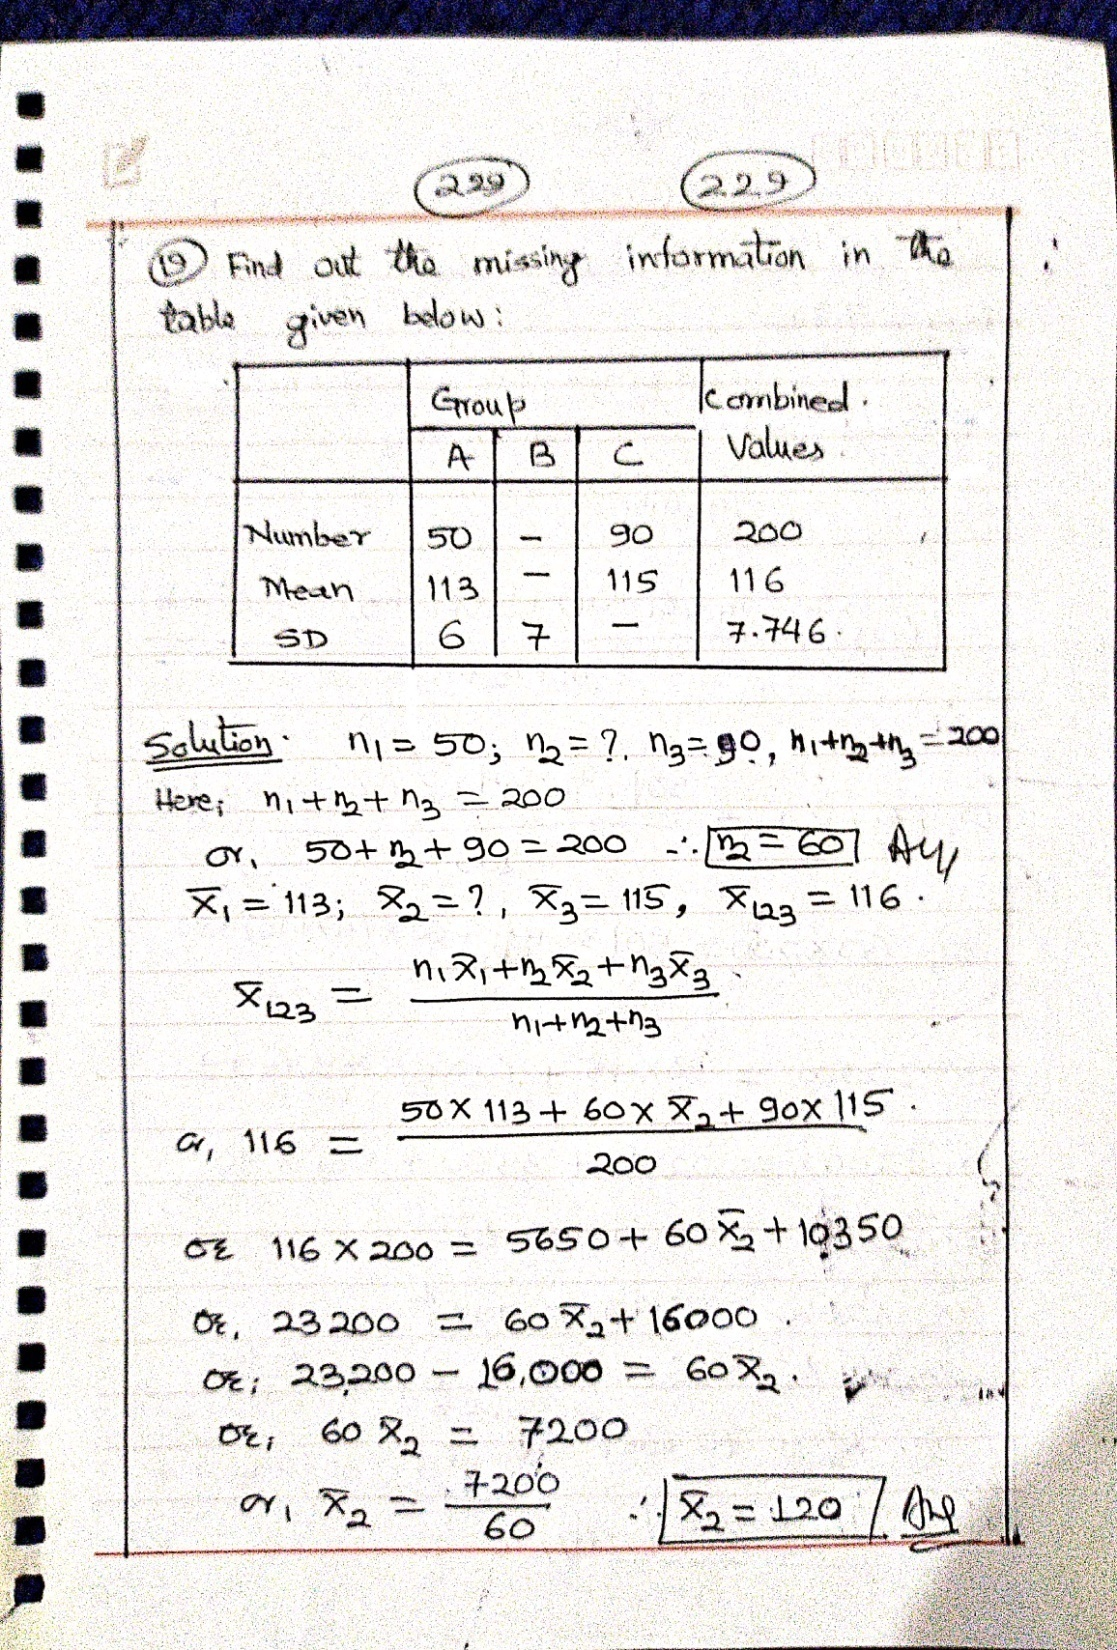 229 229
19 Find out the missing information in the
table given below:
Group Combined.
A B C Values.
Number 50 – 90 200
Mean 113 – 115 116
SD 6 7 – 7.746.
Solution. n₁ = 50; n₂ = ?, n₃ = 90, n₁+n₂+n₃ = 200
Here; n₁ + n₂ + n₃ = 200
or, 50 + n₂ + 90 = 200 ∴ n₂ = 60 Ans
x̄₁ = 113; x̄₂ = ?, x̄₃ = 115, x̄₁₂₃ = 116.
n₁x̄₁ + n₂x̄₂ + n₃x̄₃
x̄₁₂₃ =
n₁+n₂+n₃
50 × 113 + 60 × x̄₂ + 90 × 115.
or, 116 =
200
or 116 × 200 = 5650 + 60 x̄₂ + 10350
or, 23200 = 60 x̄₂ + 16000.
or; 23,200 – 16,000 = 60 x̄₂.
or; 60 x̄₂ = 7200
7200
or, x̄₂ = ∴ x̄₂ = 120 Ans
60